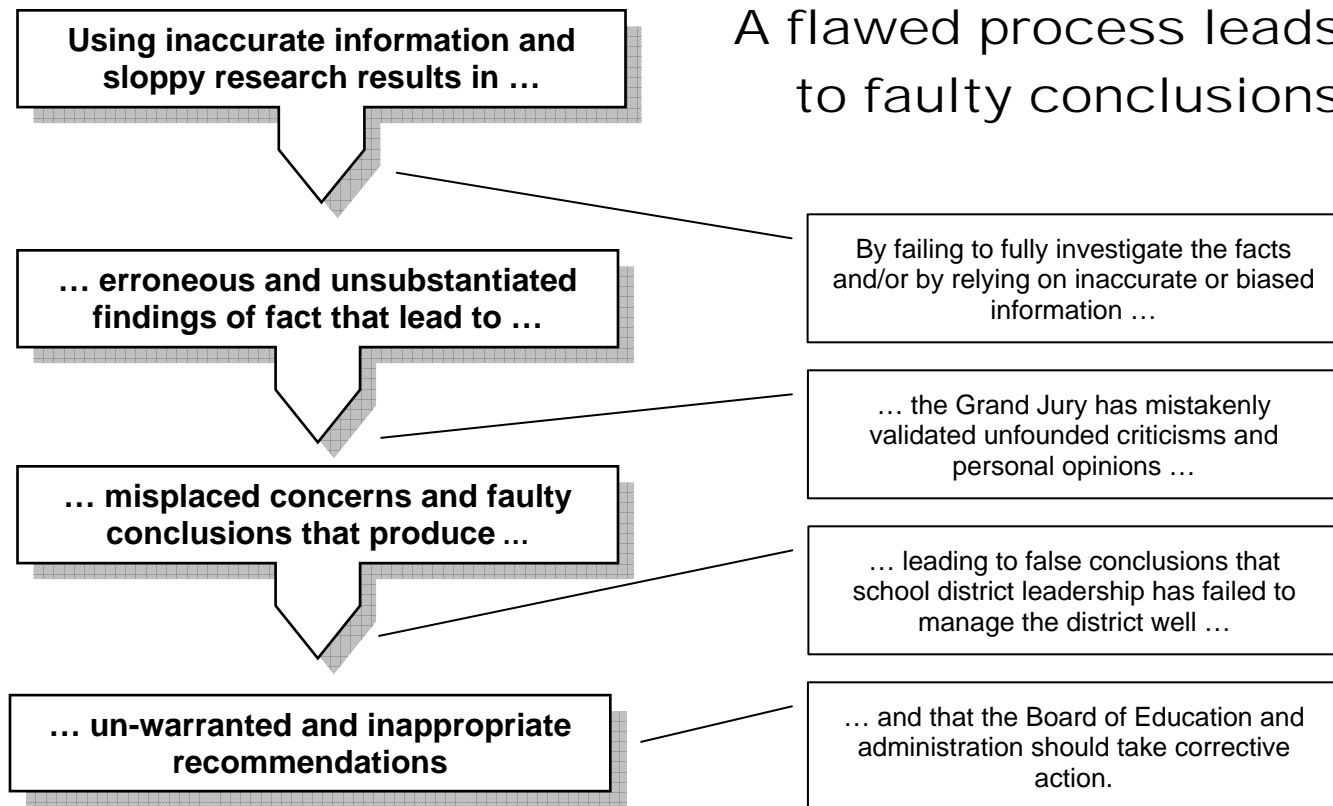 A flawed process leads
to faulty conclusions
Using inaccurate information and
sloppy research results in …
… erroneous and unsubstantiated
findings of fact that lead to …
… misplaced concerns and faulty
conclusions that produce …
… un-warranted and inappropriate
recommendations
By failing to fully investigate the facts
and/or by relying on inaccurate or biased
information …
… the Grand Jury has mistakenly
validated unfounded criticisms and
personal opinions …
… leading to false conclusions that
school district leadership has failed to
manage the district well …
… and that the Board of Education and
administration should take corrective
action.